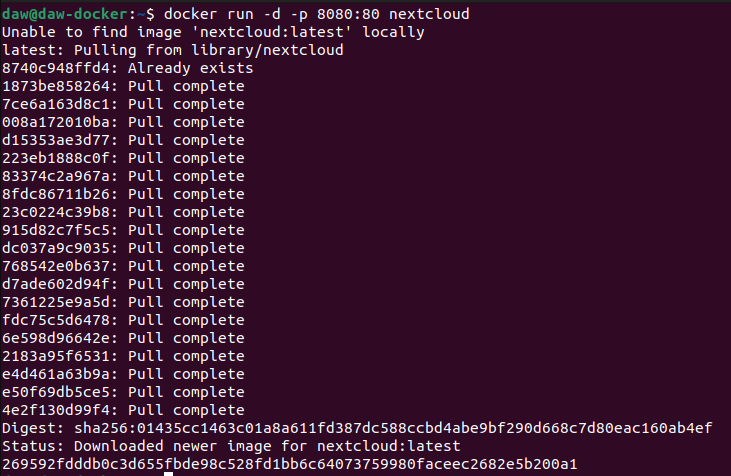 daw@daw-docker:~$ docker run -d -p 8080:80 nextcloud
Unable to find image 'nextcloud:latest' locally
latest: Pulling from library/nextcloud
8740c948ffd4: Already exists
1873be858264: Pull complete
7ce6a163d8c1: Pull complete
008a172010ba: Pull complete
d15353ae3d77: Pull complete
223eb1888c0f: Pull complete
83374c2a967a: Pull complete
8fdc86711b26: Pull complete
23c0224c39b8: Pull complete
915d82c7f5c5: Pull complete
dc037a9c9035: Pull complete
768542e0b637: Pull complete
d7ade602d94f: Pull complete
7361225e9a5d: Pull complete
fdc75c5d6478: Pull complete
6e598d96642e: Pull complete
2183a95f6531: Pull complete
e4d461a63b9a: Pull complete
e50f69db5ce5: Pull complete
4e2f130d99f4: Pull complete
Digest: sha256:01435cc1463c01a8a611fd387dc588ccbd4abe9bf290d668c7d80eac160ab4ef
Status: Downloaded newer image for nextcloud:latest
269592fdddb0c3d655fbde98c528fd1bb6c64073759980faceec2682e5b200a1